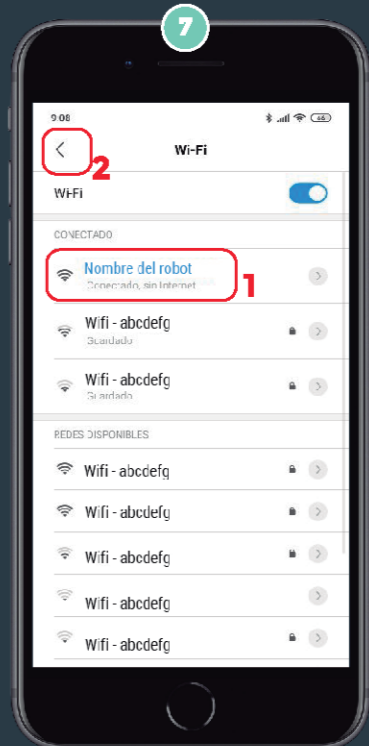 7
9:08
2
Wi-Fi
Wi-Fi
CONECTADO
Nombre del robot
Conectado, sin Internet
1
Wifi - abcdefg
Guardado
Wifi - abcdefg
Guardado
REDES DISPONIBLES
Wifi - abcdefg
Wifi - abcdefg
Wifi - abcdefg
Wifi - abcdefg
Wifi - abcdefg